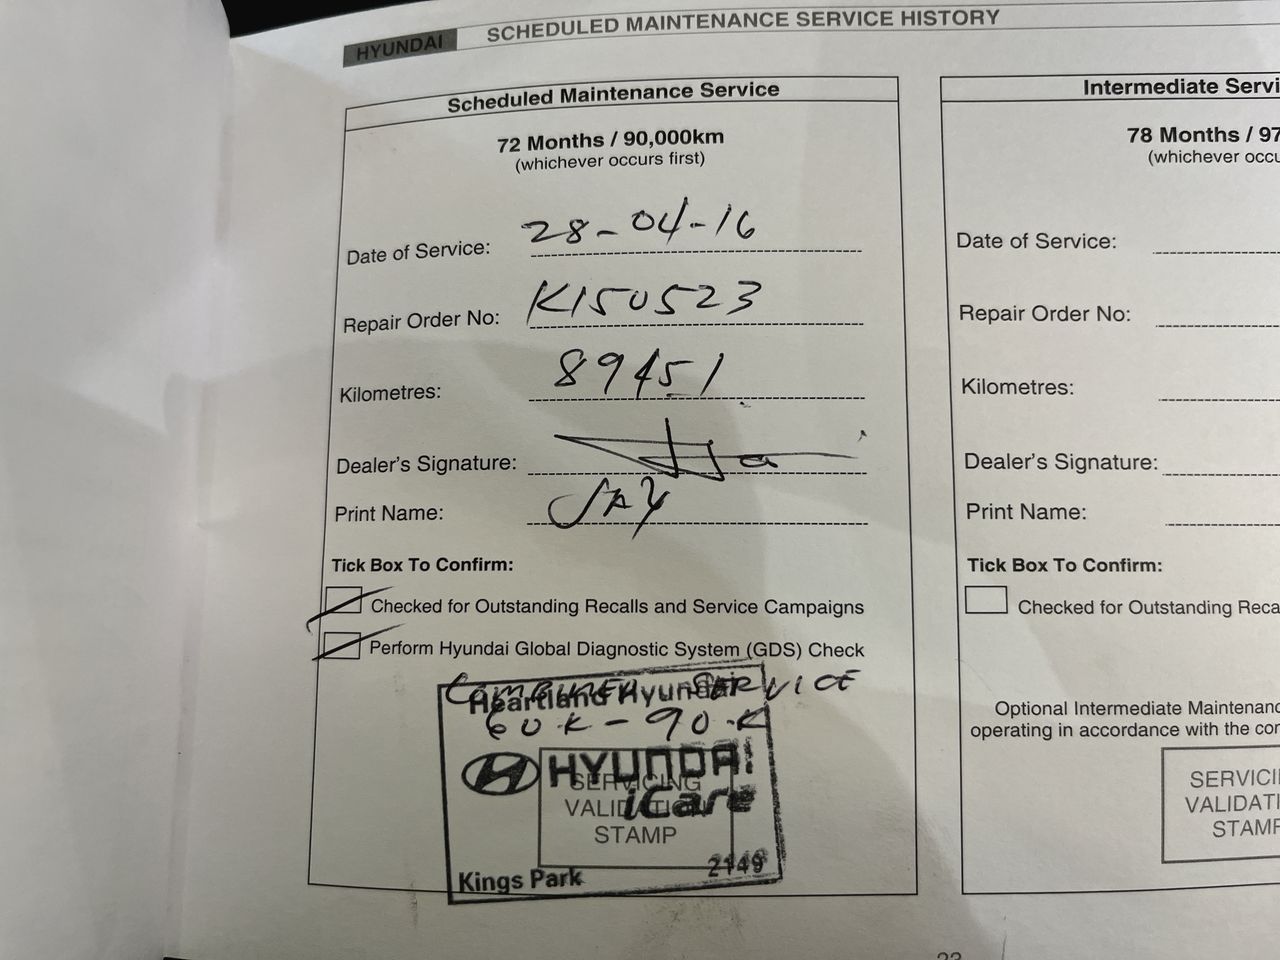 HYUNDAI SCHEDULED MAINTENANCE SERVICE HISTORY
Scheduled Maintenance Service
72 Months / 90,000km
(whichever occurs first)
Date of Service: 28-04-16
Repair Order No: K150523
Kilometres: 89451
Dealer's Signature:
Print Name: JAY
Tick Box To Confirm:
Checked for Outstanding Recalls and Service Campaigns
Perform Hyundai Global Diagnostic System (GDS) Check
COMBINED SERVICE
Heartland Hyundai
60K-90K
HYUNDAI
iCare
SERVICING
VALIDATION
STAMP
Kings Park 2149
Intermediate Servi
78 Months / 97
(whichever occu
Date of Service:
Repair Order No:
Kilometres:
Dealer's Signature:
Print Name:
Tick Box To Confirm:
Checked for Outstanding Reca
Optional Intermediate Maintenanc
operating in accordance with the con
SERVICI
VALIDATI
STAMP